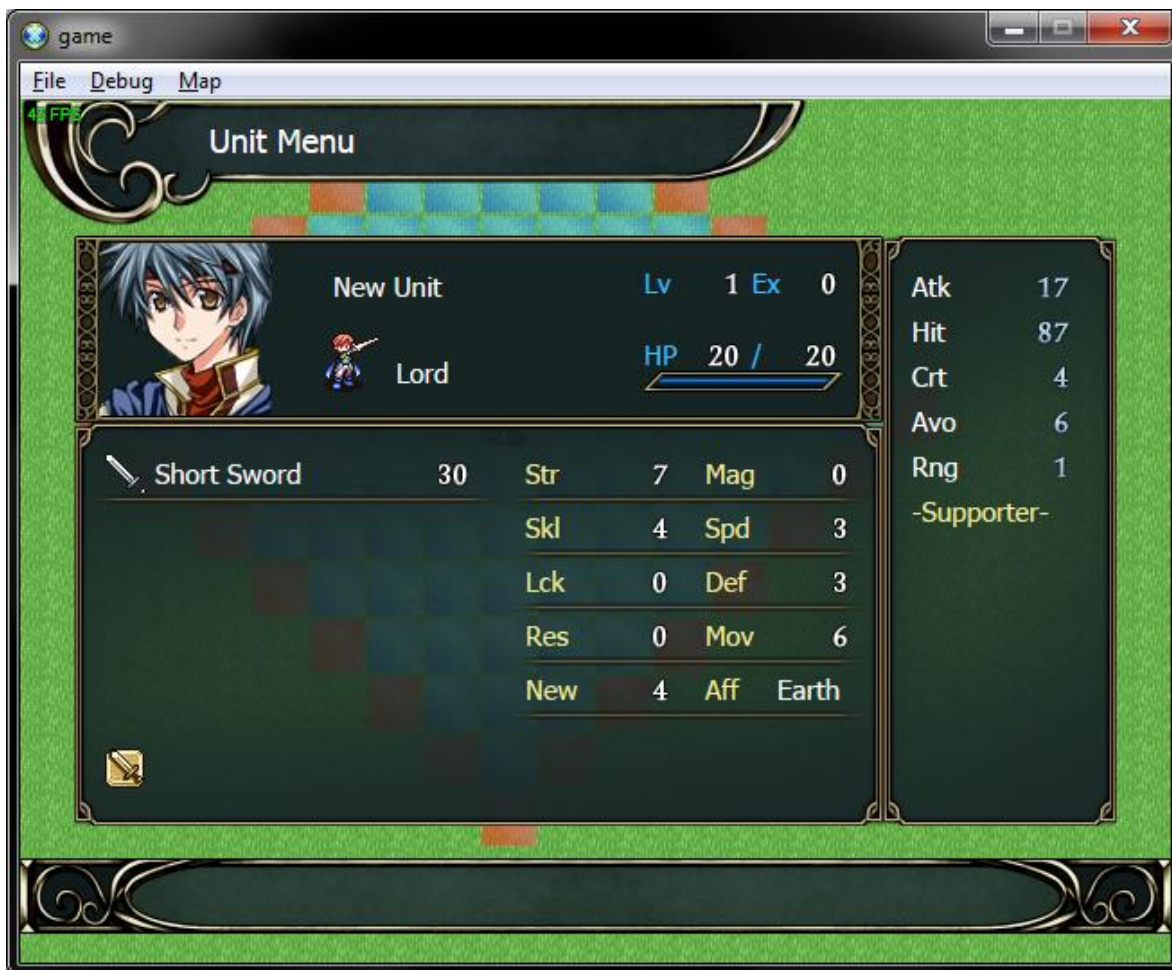 game
File Debug Map
Unit Menu
New Unit Lv 1 Ex 0
Lord HP 20 / 20
Short Sword 30 Str 7 Mag 0
Skl 4 Spd 3
Lck 0 Def 3
Res 0 Mov 6
New 4 Aff Earth
Atk 17
Hit 87
Crt 4
Avo 6
Rng 1
-Supporter-